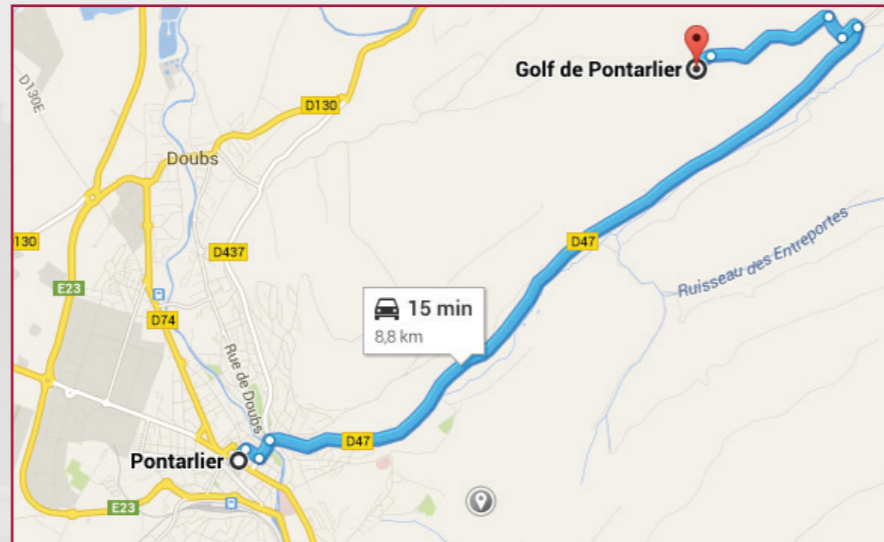 Golf de Pontarlier
D130E
D130
Doubs
130
D437
D47
Ruisseau des Entreportes
E23
15 min
8,8 km
D74
Rue de Doubs
D47
Pontarlier
E23